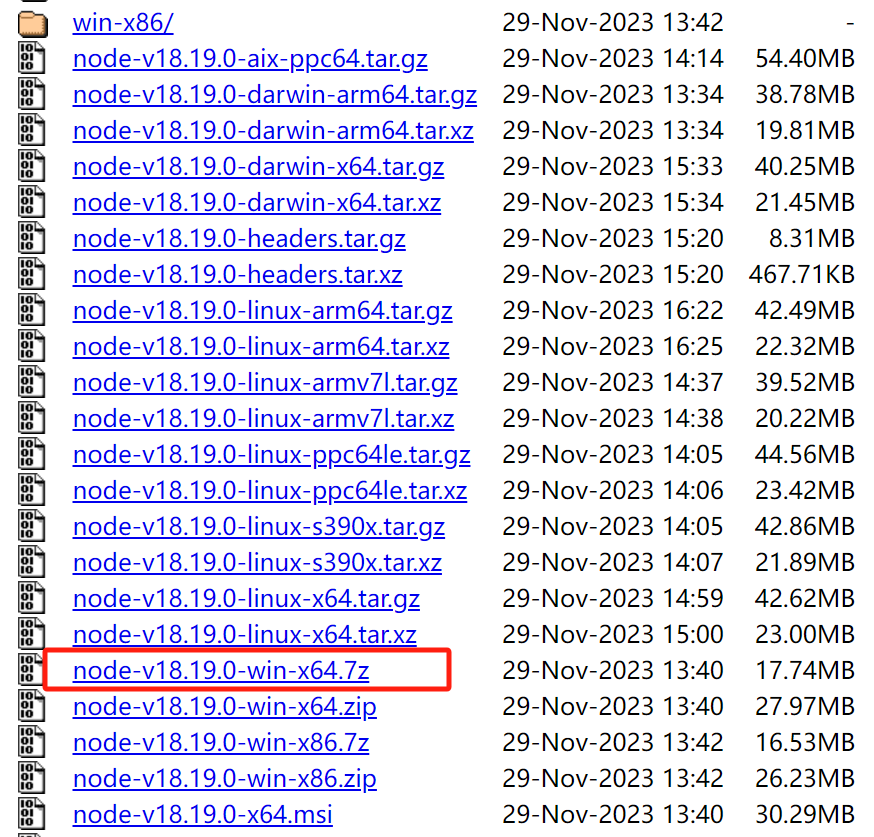 win-x86/ 29-Nov-2023 13:42 -
node-v18.19.0-aix-ppc64.tar.gz 29-Nov-2023 14:14 54.40MB
node-v18.19.0-darwin-arm64.tar.gz 29-Nov-2023 13:34 38.78MB
node-v18.19.0-darwin-arm64.tar.xz 29-Nov-2023 13:34 19.81MB
node-v18.19.0-darwin-x64.tar.gz 29-Nov-2023 15:33 40.25MB
node-v18.19.0-darwin-x64.tar.xz 29-Nov-2023 15:34 21.45MB
node-v18.19.0-headers.tar.gz 29-Nov-2023 15:20 8.31MB
node-v18.19.0-headers.tar.xz 29-Nov-2023 15:20 467.71KB
node-v18.19.0-linux-arm64.tar.gz 29-Nov-2023 16:22 42.49MB
node-v18.19.0-linux-arm64.tar.xz 29-Nov-2023 16:25 22.32MB
node-v18.19.0-linux-armv7l.tar.gz 29-Nov-2023 14:37 39.52MB
node-v18.19.0-linux-armv7l.tar.xz 29-Nov-2023 14:38 20.22MB
node-v18.19.0-linux-ppc64le.tar.gz 29-Nov-2023 14:05 44.56MB
node-v18.19.0-linux-ppc64le.tar.xz 29-Nov-2023 14:06 23.42MB
node-v18.19.0-linux-s390x.tar.gz 29-Nov-2023 14:05 42.86MB
node-v18.19.0-linux-s390x.tar.xz 29-Nov-2023 14:07 21.89MB
node-v18.19.0-linux-x64.tar.gz 29-Nov-2023 14:59 42.62MB
node-v18.19.0-linux-x64.tar.xz 29-Nov-2023 15:00 23.00MB
node-v18.19.0-win-x64.7z 29-Nov-2023 13:40 17.74MB
node-v18.19.0-win-x64.zip 29-Nov-2023 13:40 27.97MB
node-v18.19.0-win-x86.7z 29-Nov-2023 13:42 16.53MB
node-v18.19.0-win-x86.zip 29-Nov-2023 13:42 26.23MB
node-v18.19.0-x64.msi 29-Nov-2023 13:40 30.29MB